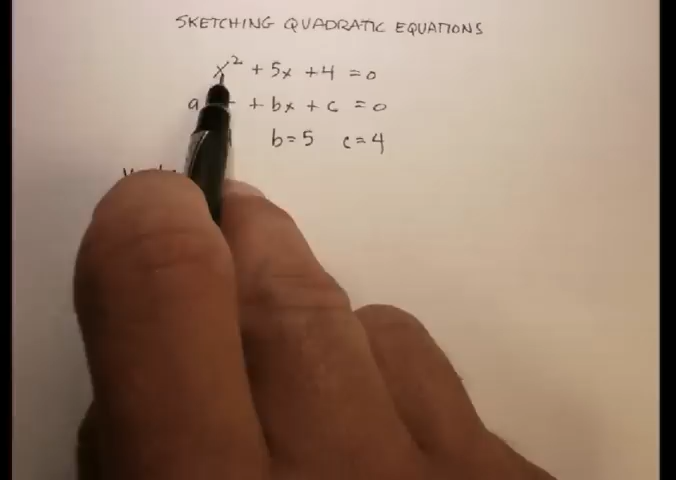 SKETCHING QUADRATIC EQUATIONS
x² + 5x + 4 = 0
a + bx + c = 0
b = 5 c = 4